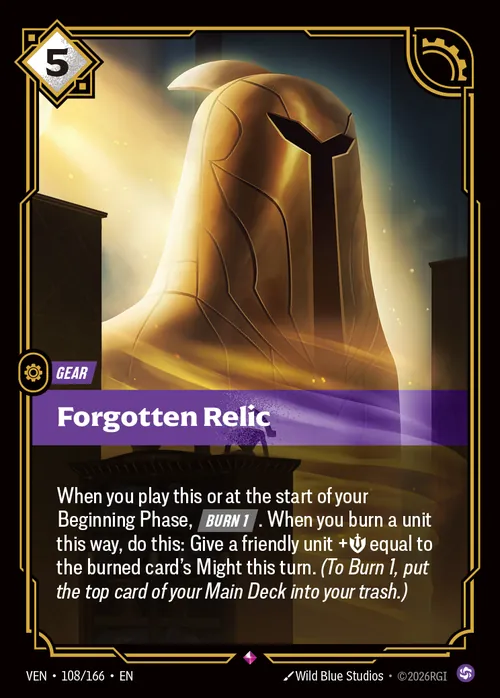 5
GEAR
Forgotten Relic
When you play this or at the start of your
Beginning Phase, BURN 1 . When you burn a unit
this way, do this: Give a friendly unit + equal to
the burned card's Might this turn. (To Burn 1, put
the top card of your Main Deck into your trash.)
VEN • 108/166 • EN
Wild Blue Studios • ©2026RGI